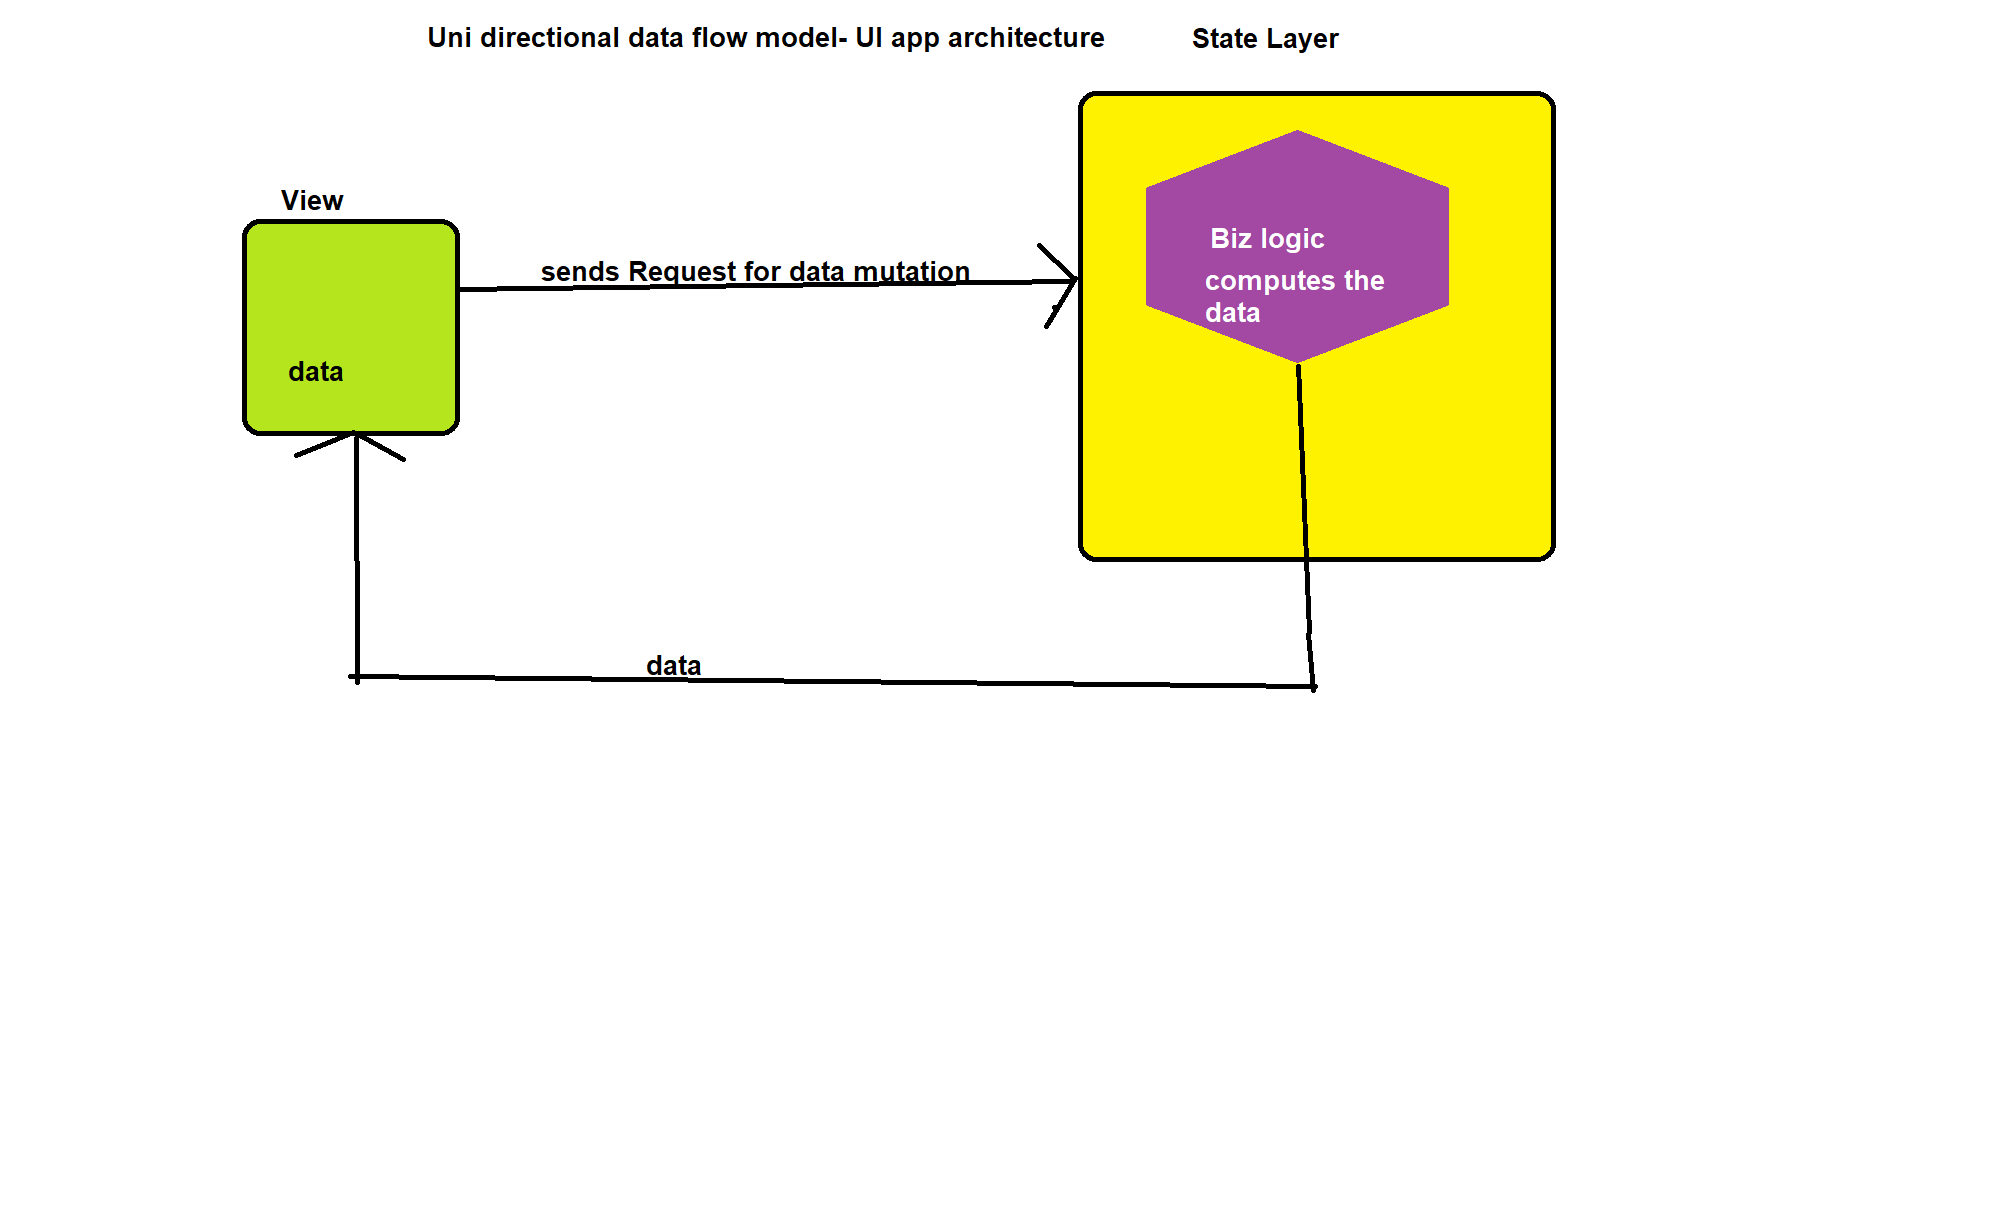 Uni directional data flow model- UI app architecture
State Layer
View
sends Request for data mutation
Biz logic
computes the
data
data
data